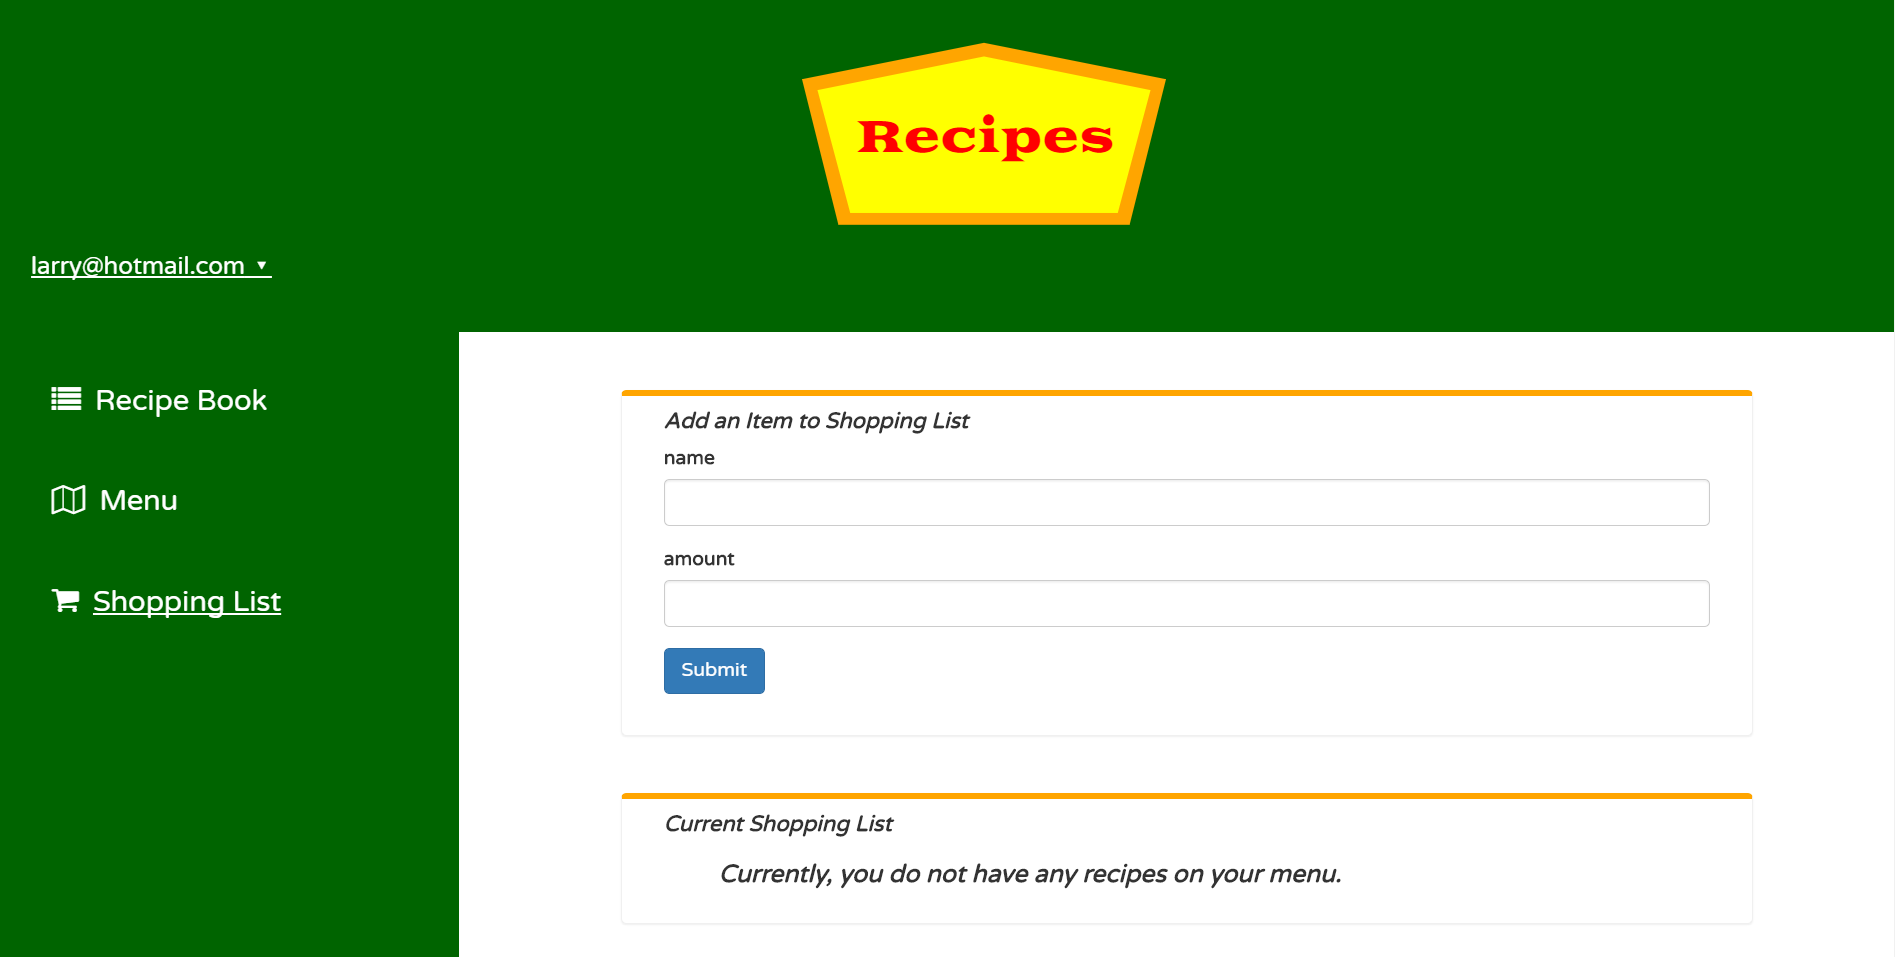 Recipes
larry@hotmail.com ▾
Recipe Book
Menu
Shopping List
Add an Item to Shopping List
name
amount
Submit
Current Shopping List
Currently, you do not have any recipes on your menu.